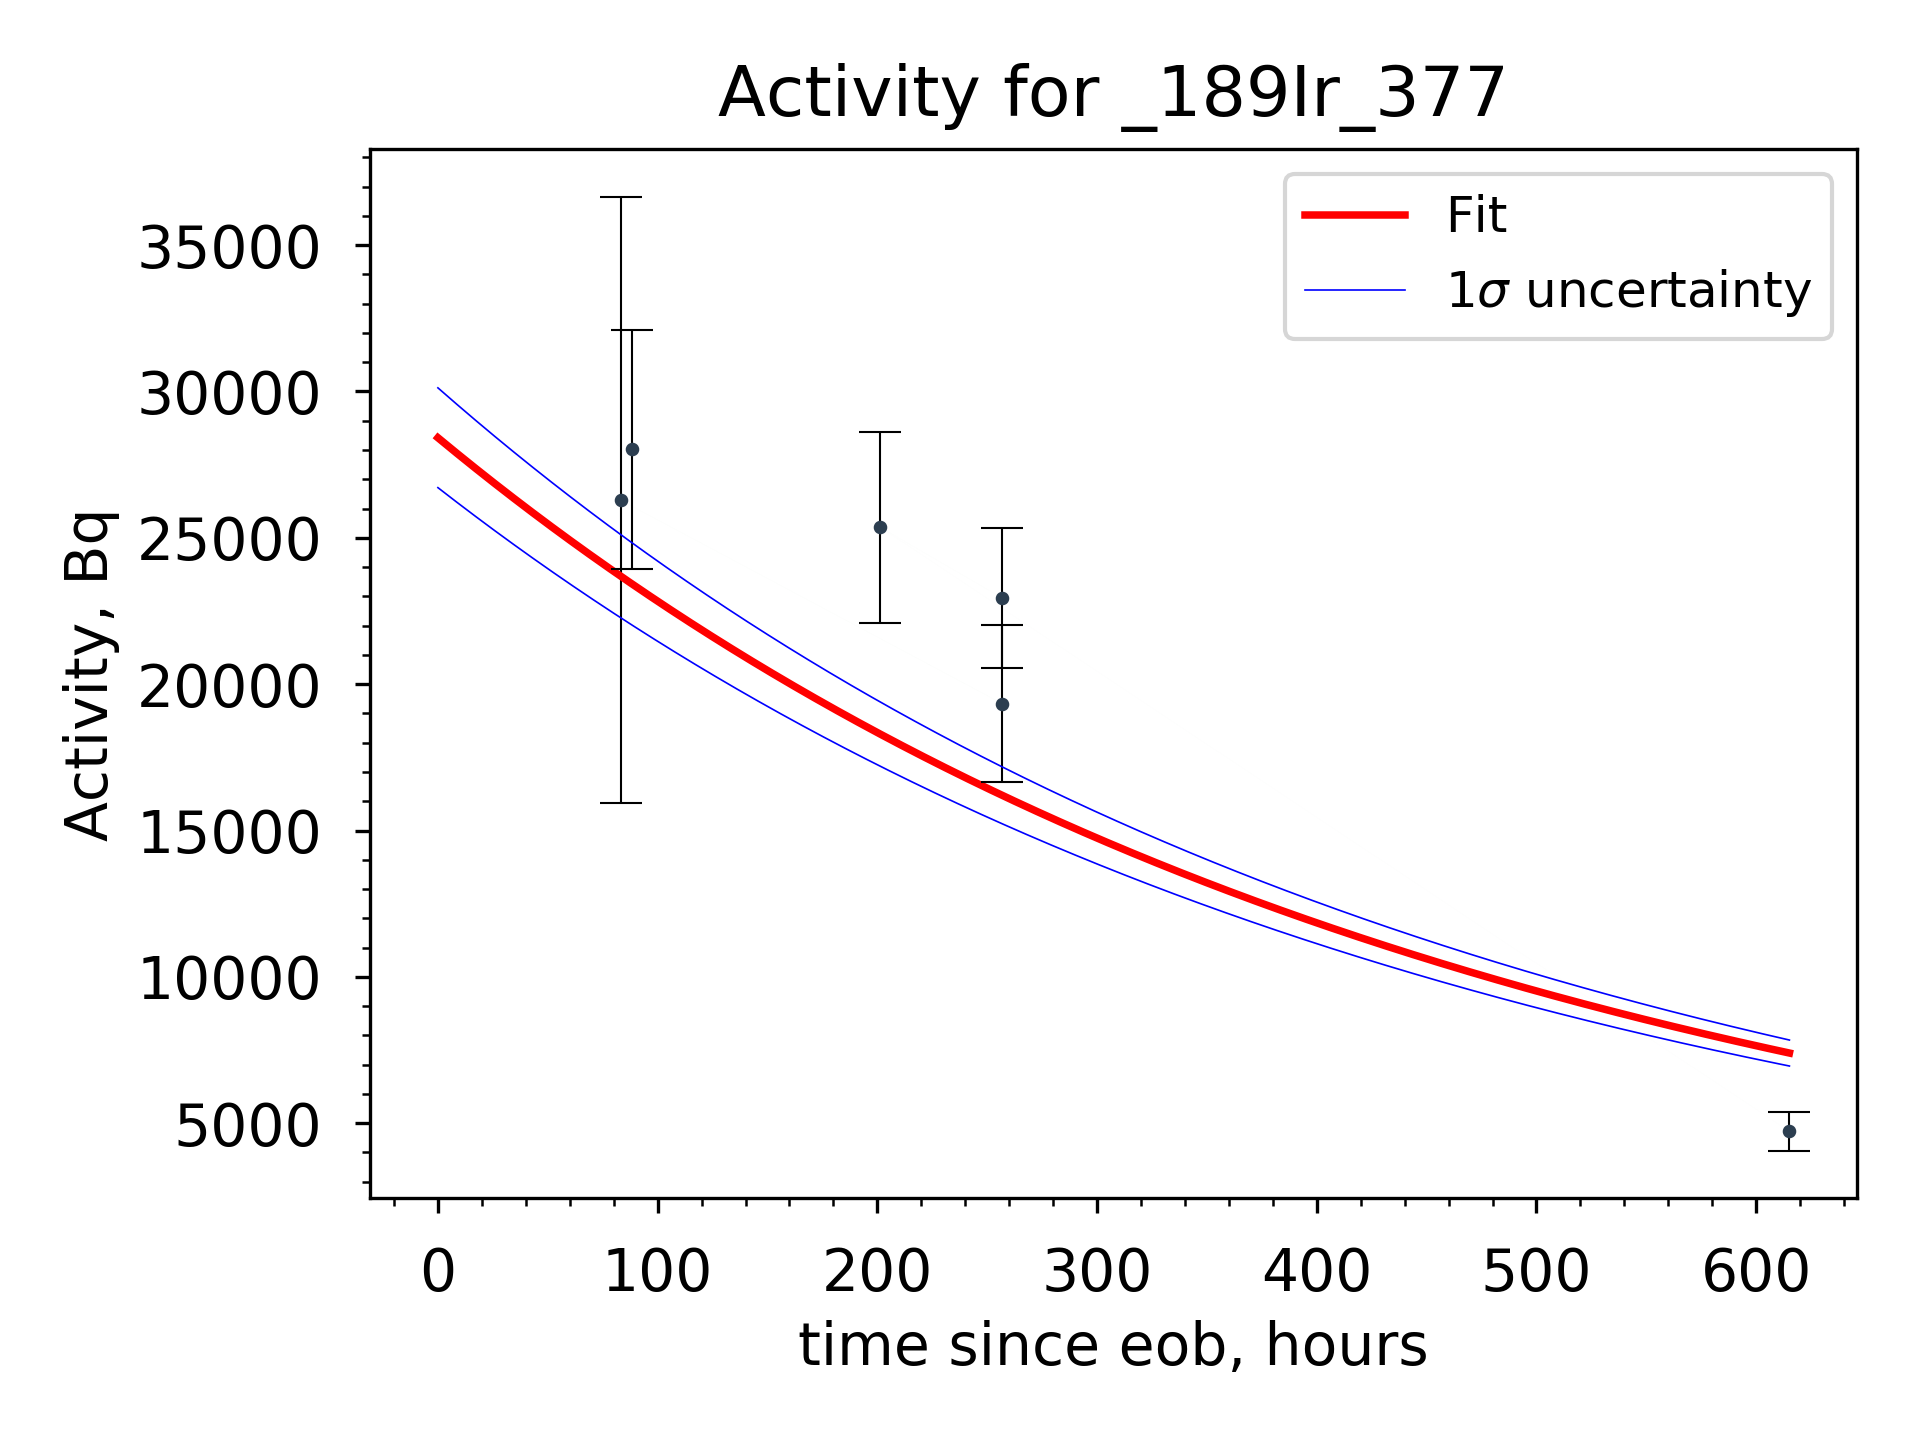 Activity for _189Ir_377
Fit
1σ uncertainty
35000
30000
25000
20000
15000
10000
5000
Activity, Bq
0 100 200 300 400 500 600
time since eob, hours